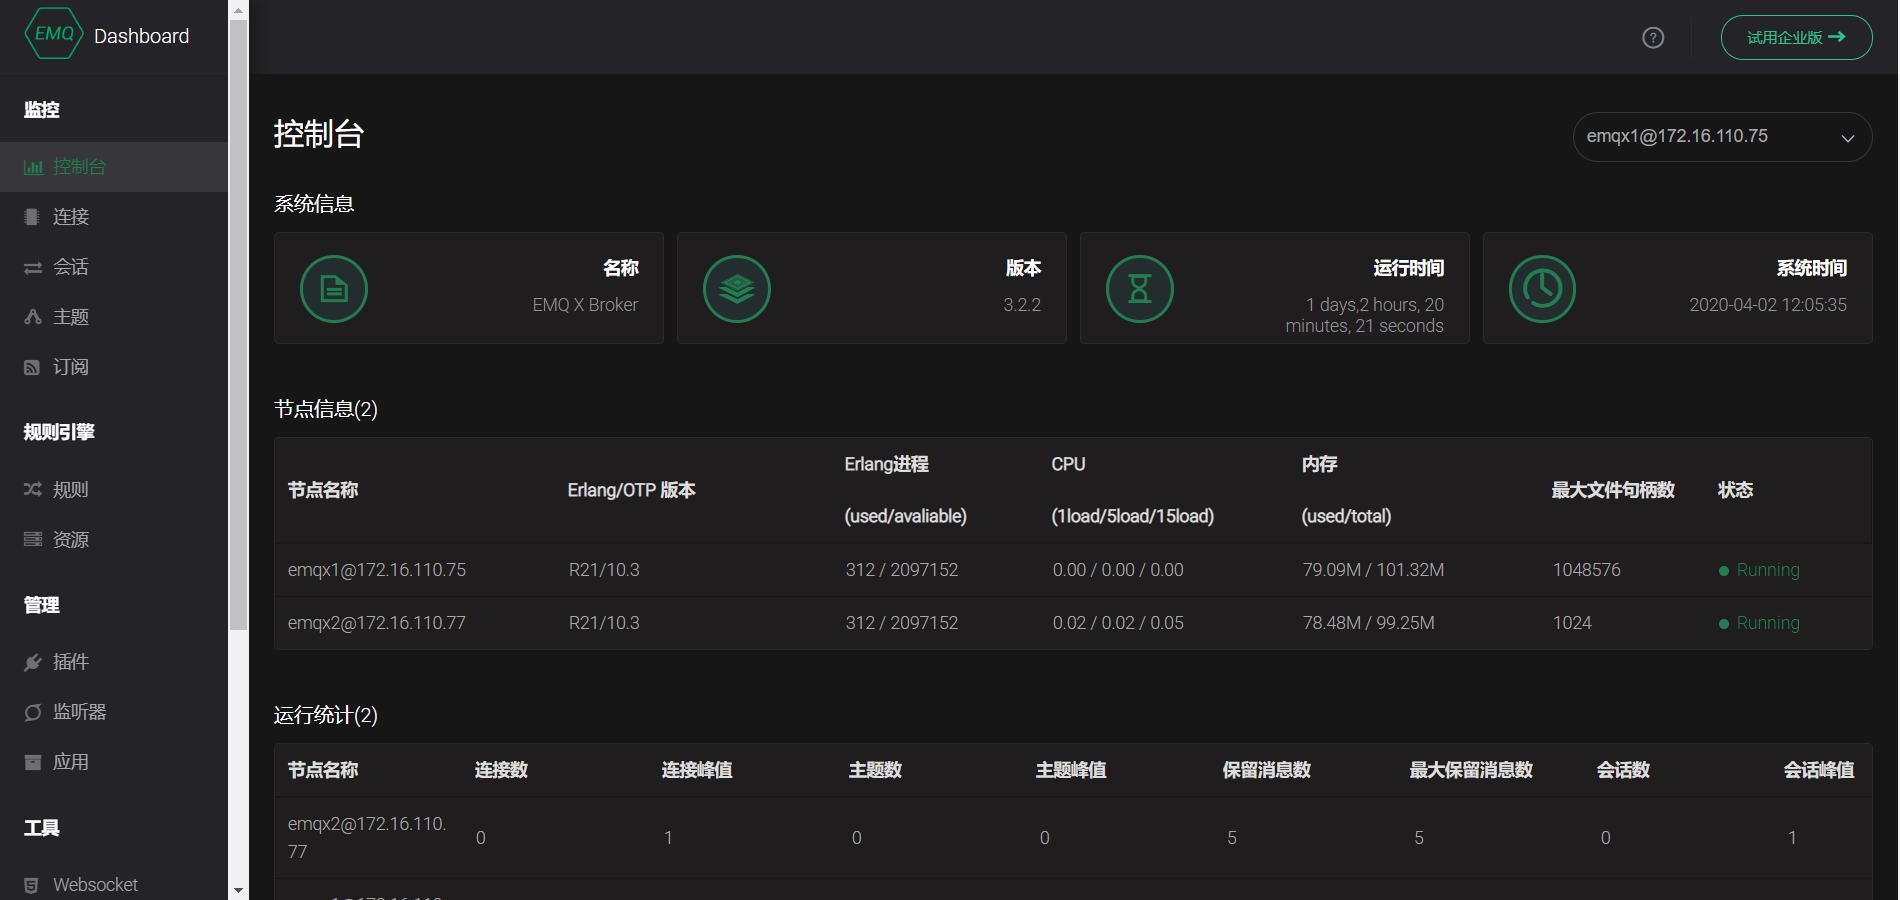 EMQ Dashboard
试用企业版
监控
控制台
连接
会话
主题
订阅
规则引擎
规则
资源
管理
插件
监听器
应用
工具
Websocket
控制台
emqx1@172.16.110.75
系统信息
名称
EMQ X Broker
版本
3.2.2
运行时间
1 days,2 hours, 20
minutes, 21 seconds
系统时间
2020-04-02 12:05:35
节点信息(2)
节点名称 Erlang/OTP 版本 Erlang进程 (used/avaliable) CPU (1load/5load/15load) 内存 (used/total) 最大文件句柄数 状态
emqx1@172.16.110.75 R21/10.3 312 / 2097152 0.00 / 0.00 / 0.00 79.09M / 101.32M 1048576 Running
emqx2@172.16.110.77 R21/10.3 312 / 2097152 0.02 / 0.02 / 0.05 78.48M / 99.25M 1024 Running
运行统计(2)
节点名称 连接数 连接峰值 主题数 主题峰值 保留消息数 最大保留消息数 会话数 会话峰值
emqx2@172.16.110.
77 0 1 0 0 5 5 0 1